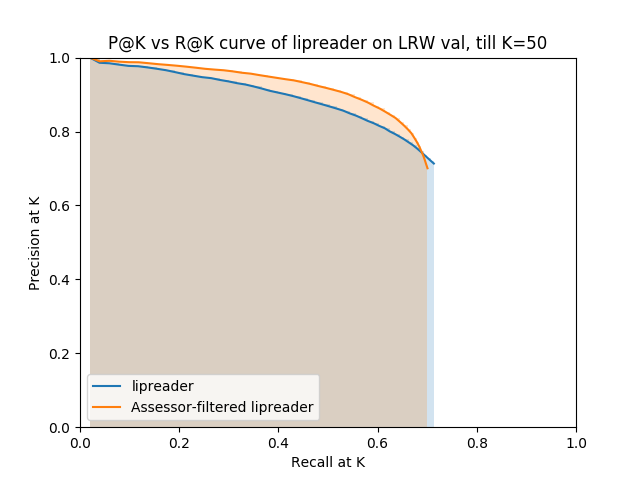 P@K vs R@K curve of lipreader on LRW val, till K=50
1.0
0.8
0.6
0.4
0.2
0.0
Precision at K
lipreader
Assessor-filtered lipreader
0.0 0.2 0.4 0.6 0.8 1.0
Recall at K